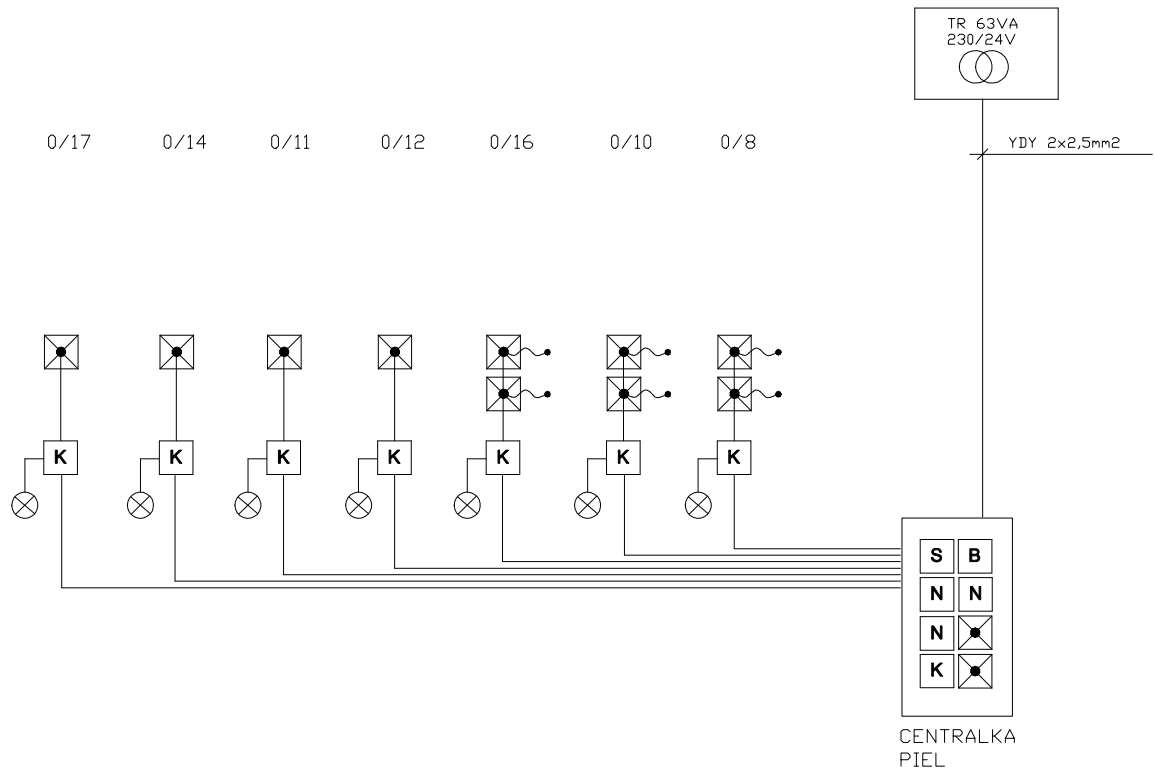 TR 63VA
230/24V
0/17 0/14 0/11 0/12 0/16 0/10 0/8
YDY 2x2,5mm2
K K K K K K K
S B
N N
N
K
CENTRALKA
PIEL